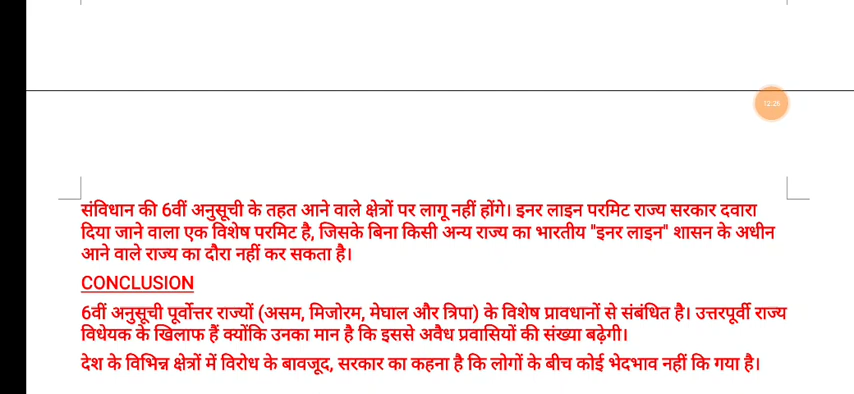 12:26
संविधान की 6वीं अनुसूची के तहत आने वाले क्षेत्रों पर लागू नहीं होंगे। इनर लाइन परमिट राज्य सरकार दवारा
दिया जाने वाला एक विशेष परमिट है, जिसके बिना किसी अन्य राज्य का भारतीय "इनर लाइन" शासन के अधीन
आने वाले राज्य का दौरा नहीं कर सकता है।
CONCLUSION
6वीं अनुसूची पूर्वोत्तर राज्यों (असम, मिजोरम, मेघाल और त्रिपा) के विशेष प्रावधानों से संबंधित है। उत्तरपूर्वी राज्य
विधेयक के खिलाफ हैं क्योंकि उनका मान है कि इससे अवैध प्रवासियों की संख्या बढ़ेगी।
देश के विभिन्न क्षेत्रों में विरोध के बावजूद, सरकार का कहना है कि लोगों के बीच कोई भेदभाव नहीं कि गया है।